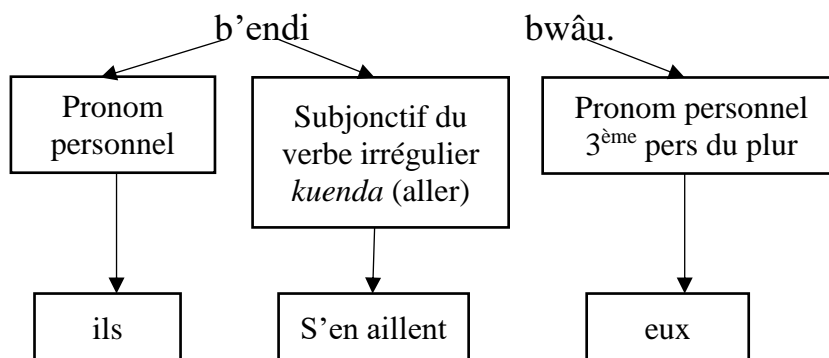 b’endi bwâu.
Pronom
personnel
Subjonctif du
verbe irrégulier
kuenda (aller)
Pronom personnel
3ème pers du plur
ils
S’en aillent
eux